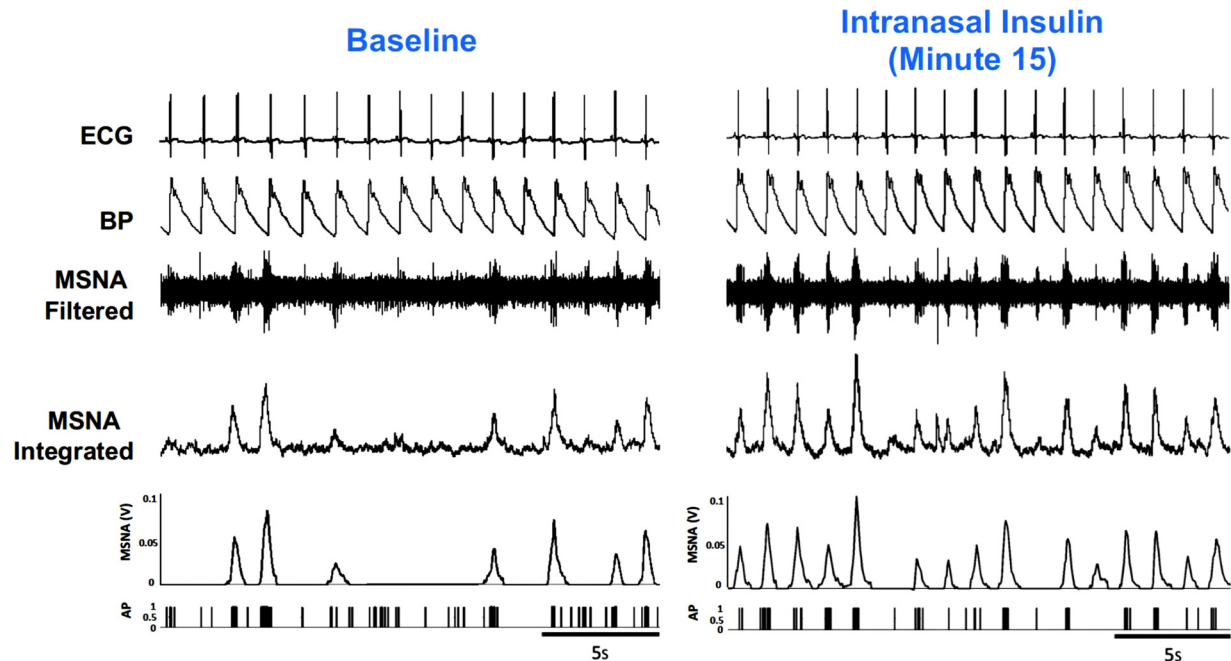 Baseline
Intranasal Insulin
(Minute 15)
ECG
BP
MSNA
Filtered
MSNA
Integrated
MSNA (V)
0.1
0.05
0
AP
1
0.5
0
5s
MSNA (V)
0.1
0.05
0
AP
1
0.5
0
5s